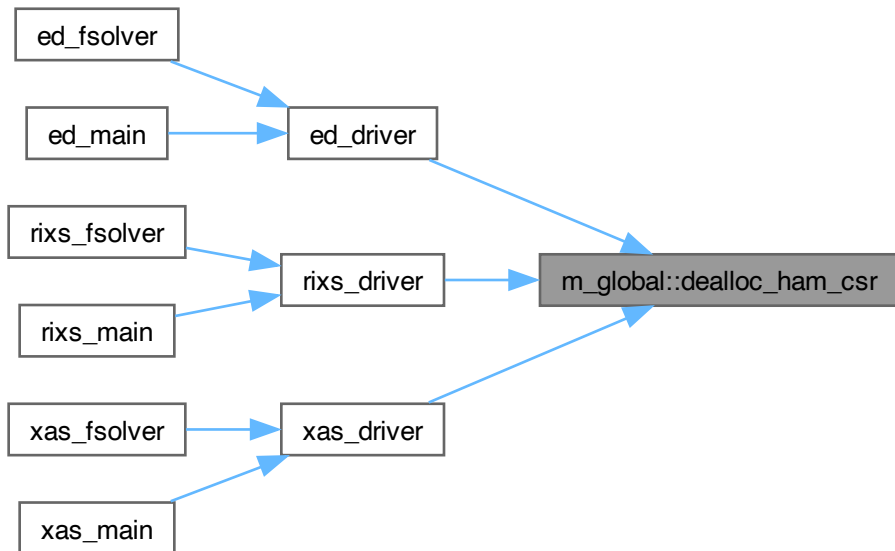 ed_fsolver
ed_main
ed_driver
rixs_fsolver
rixs_main
rixs_driver
m_global::dealloc_ham_csr
xas_fsolver
xas_main
xas_driver